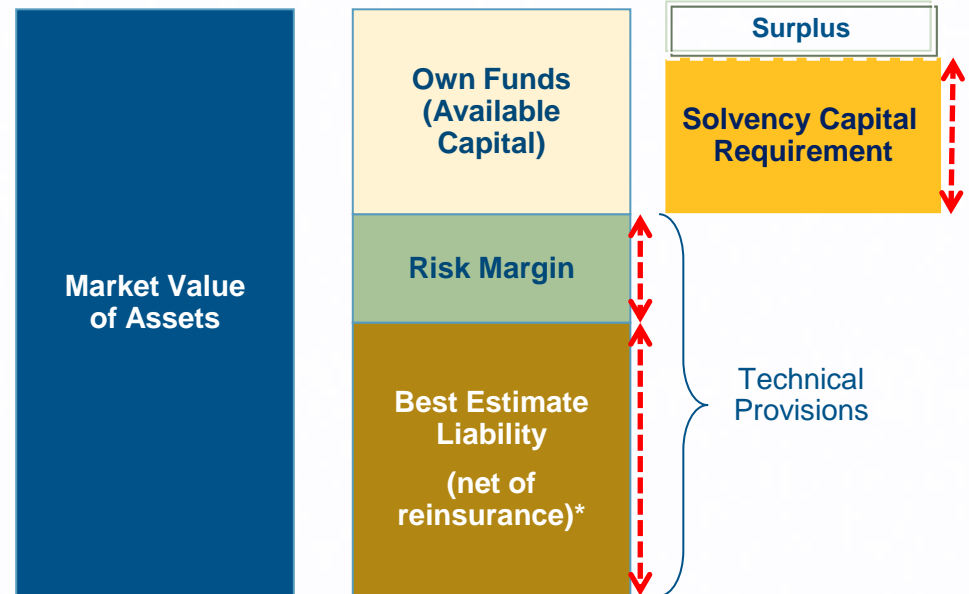 Market Value
of Assets
Own Funds
(Available
Capital)
Risk Margin
Best Estimate
Liability
(net of
reinsurance)*
Surplus
Solvency Capital
Requirement
Technical
Provisions